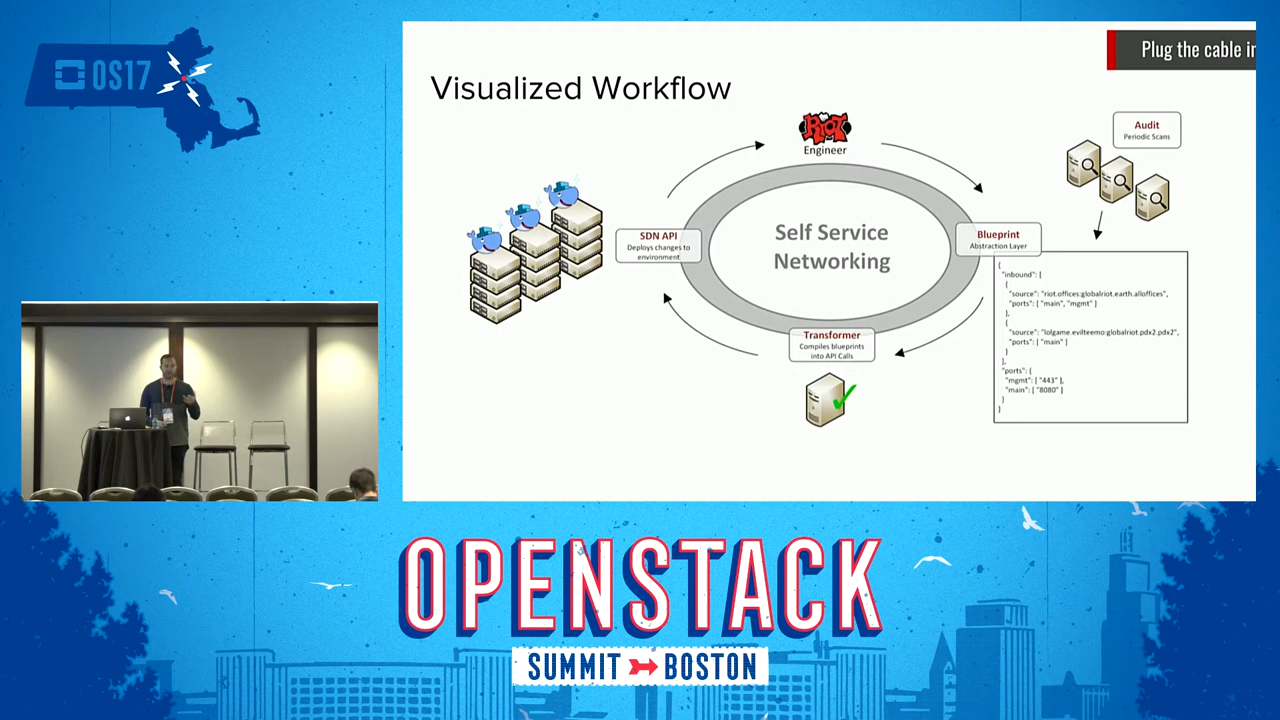 OS17
Plug the cable in
Visualized Workflow
RIOT
Engineer
Audit
Periodic Scans
SDN API
Deploys changes to
environment
Self Service
Networking
Blueprint
Abstraction Layer
{
"inbound": [
{
"source": "riot.offices:globalriot.earth.alloffices",
"ports": [ "main", "mgmt" ]
},
{
"source": "lolgame.evilteemo:globalriot.pdx2.pdx2",
"ports": [ "main" ]
}
],
"ports": {
"mgmt": [ "443" ],
"main": [ "8080" ]
}
}
Transformer
Compiles blueprints
into API Calls
OPENSTACK
SUMMIT BOSTON